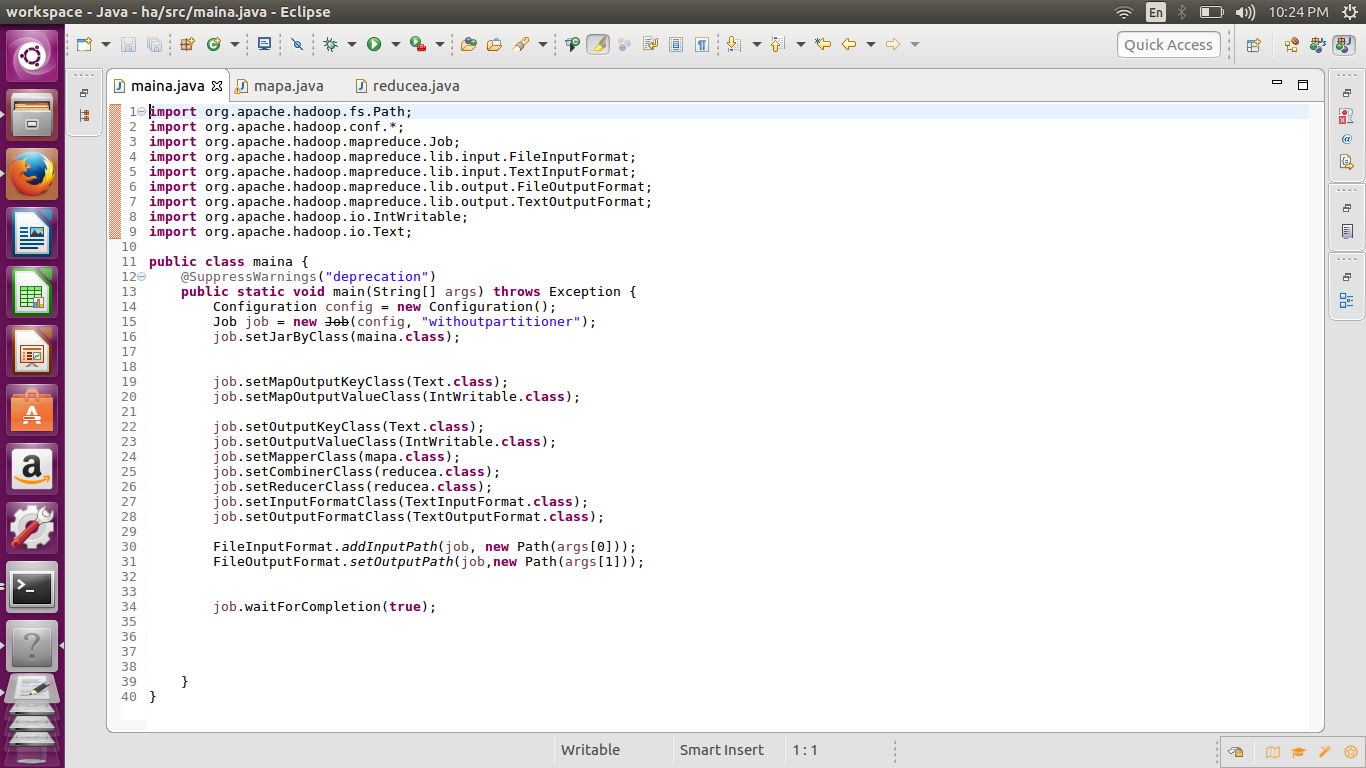 workspace - Java - ha/src/maina.java - Eclipse
En
10:24 PM
Quick Access
maina.java
mapa.java
reducea.java
1 import org.apache.hadoop.fs.Path;
2 import org.apache.hadoop.conf.*;
3 import org.apache.hadoop.mapreduce.Job;
4 import org.apache.hadoop.mapreduce.lib.input.FileInputFormat;
5 import org.apache.hadoop.mapreduce.lib.input.TextInputFormat;
6 import org.apache.hadoop.mapreduce.lib.output.FileOutputFormat;
7 import org.apache.hadoop.mapreduce.lib.output.TextOutputFormat;
8 import org.apache.hadoop.io.IntWritable;
9 import org.apache.hadoop.io.Text;
10
11 public class maina {
12     @SuppressWarnings("deprecation")
13     public static void main(String[] args) throws Exception {
14         Configuration config = new Configuration();
15         Job job = new Job(config, "withoutpartitioner");
16         job.setJarByClass(maina.class);
17
18
19         job.setMapOutputKeyClass(Text.class);
20         job.setMapOutputValueClass(IntWritable.class);
21
22         job.setOutputKeyClass(Text.class);
23         job.setOutputValueClass(IntWritable.class);
24         job.setMapperClass(mapa.class);
25         job.setCombinerClass(reducea.class);
26         job.setReducerClass(reducea.class);
27         job.setInputFormatClass(TextInputFormat.class);
28         job.setOutputFormatClass(TextOutputFormat.class);
29
30         FileInputFormat.addInputPath(job, new Path(args[0]));
31         FileOutputFormat.setOutputPath(job,new Path(args[1]));
32
33
34         job.waitForCompletion(true);
35
36
37
38
39     }
40 }
Writable
Smart Insert
1 : 1